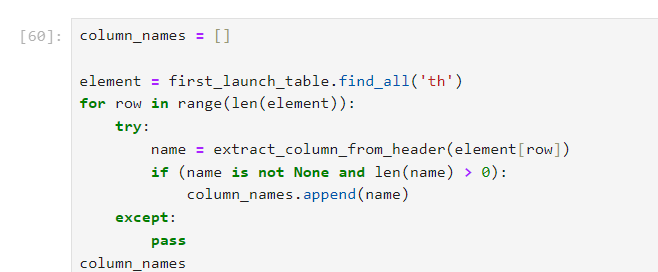 [60]: column_names = []
element = first_launch_table.find_all('th')
for row in range(len(element)):
    try:
        name = extract_column_from_header(element[row])
        if (name is not None and len(name) > 0):
            column_names.append(name)
    except:
        pass
column_names